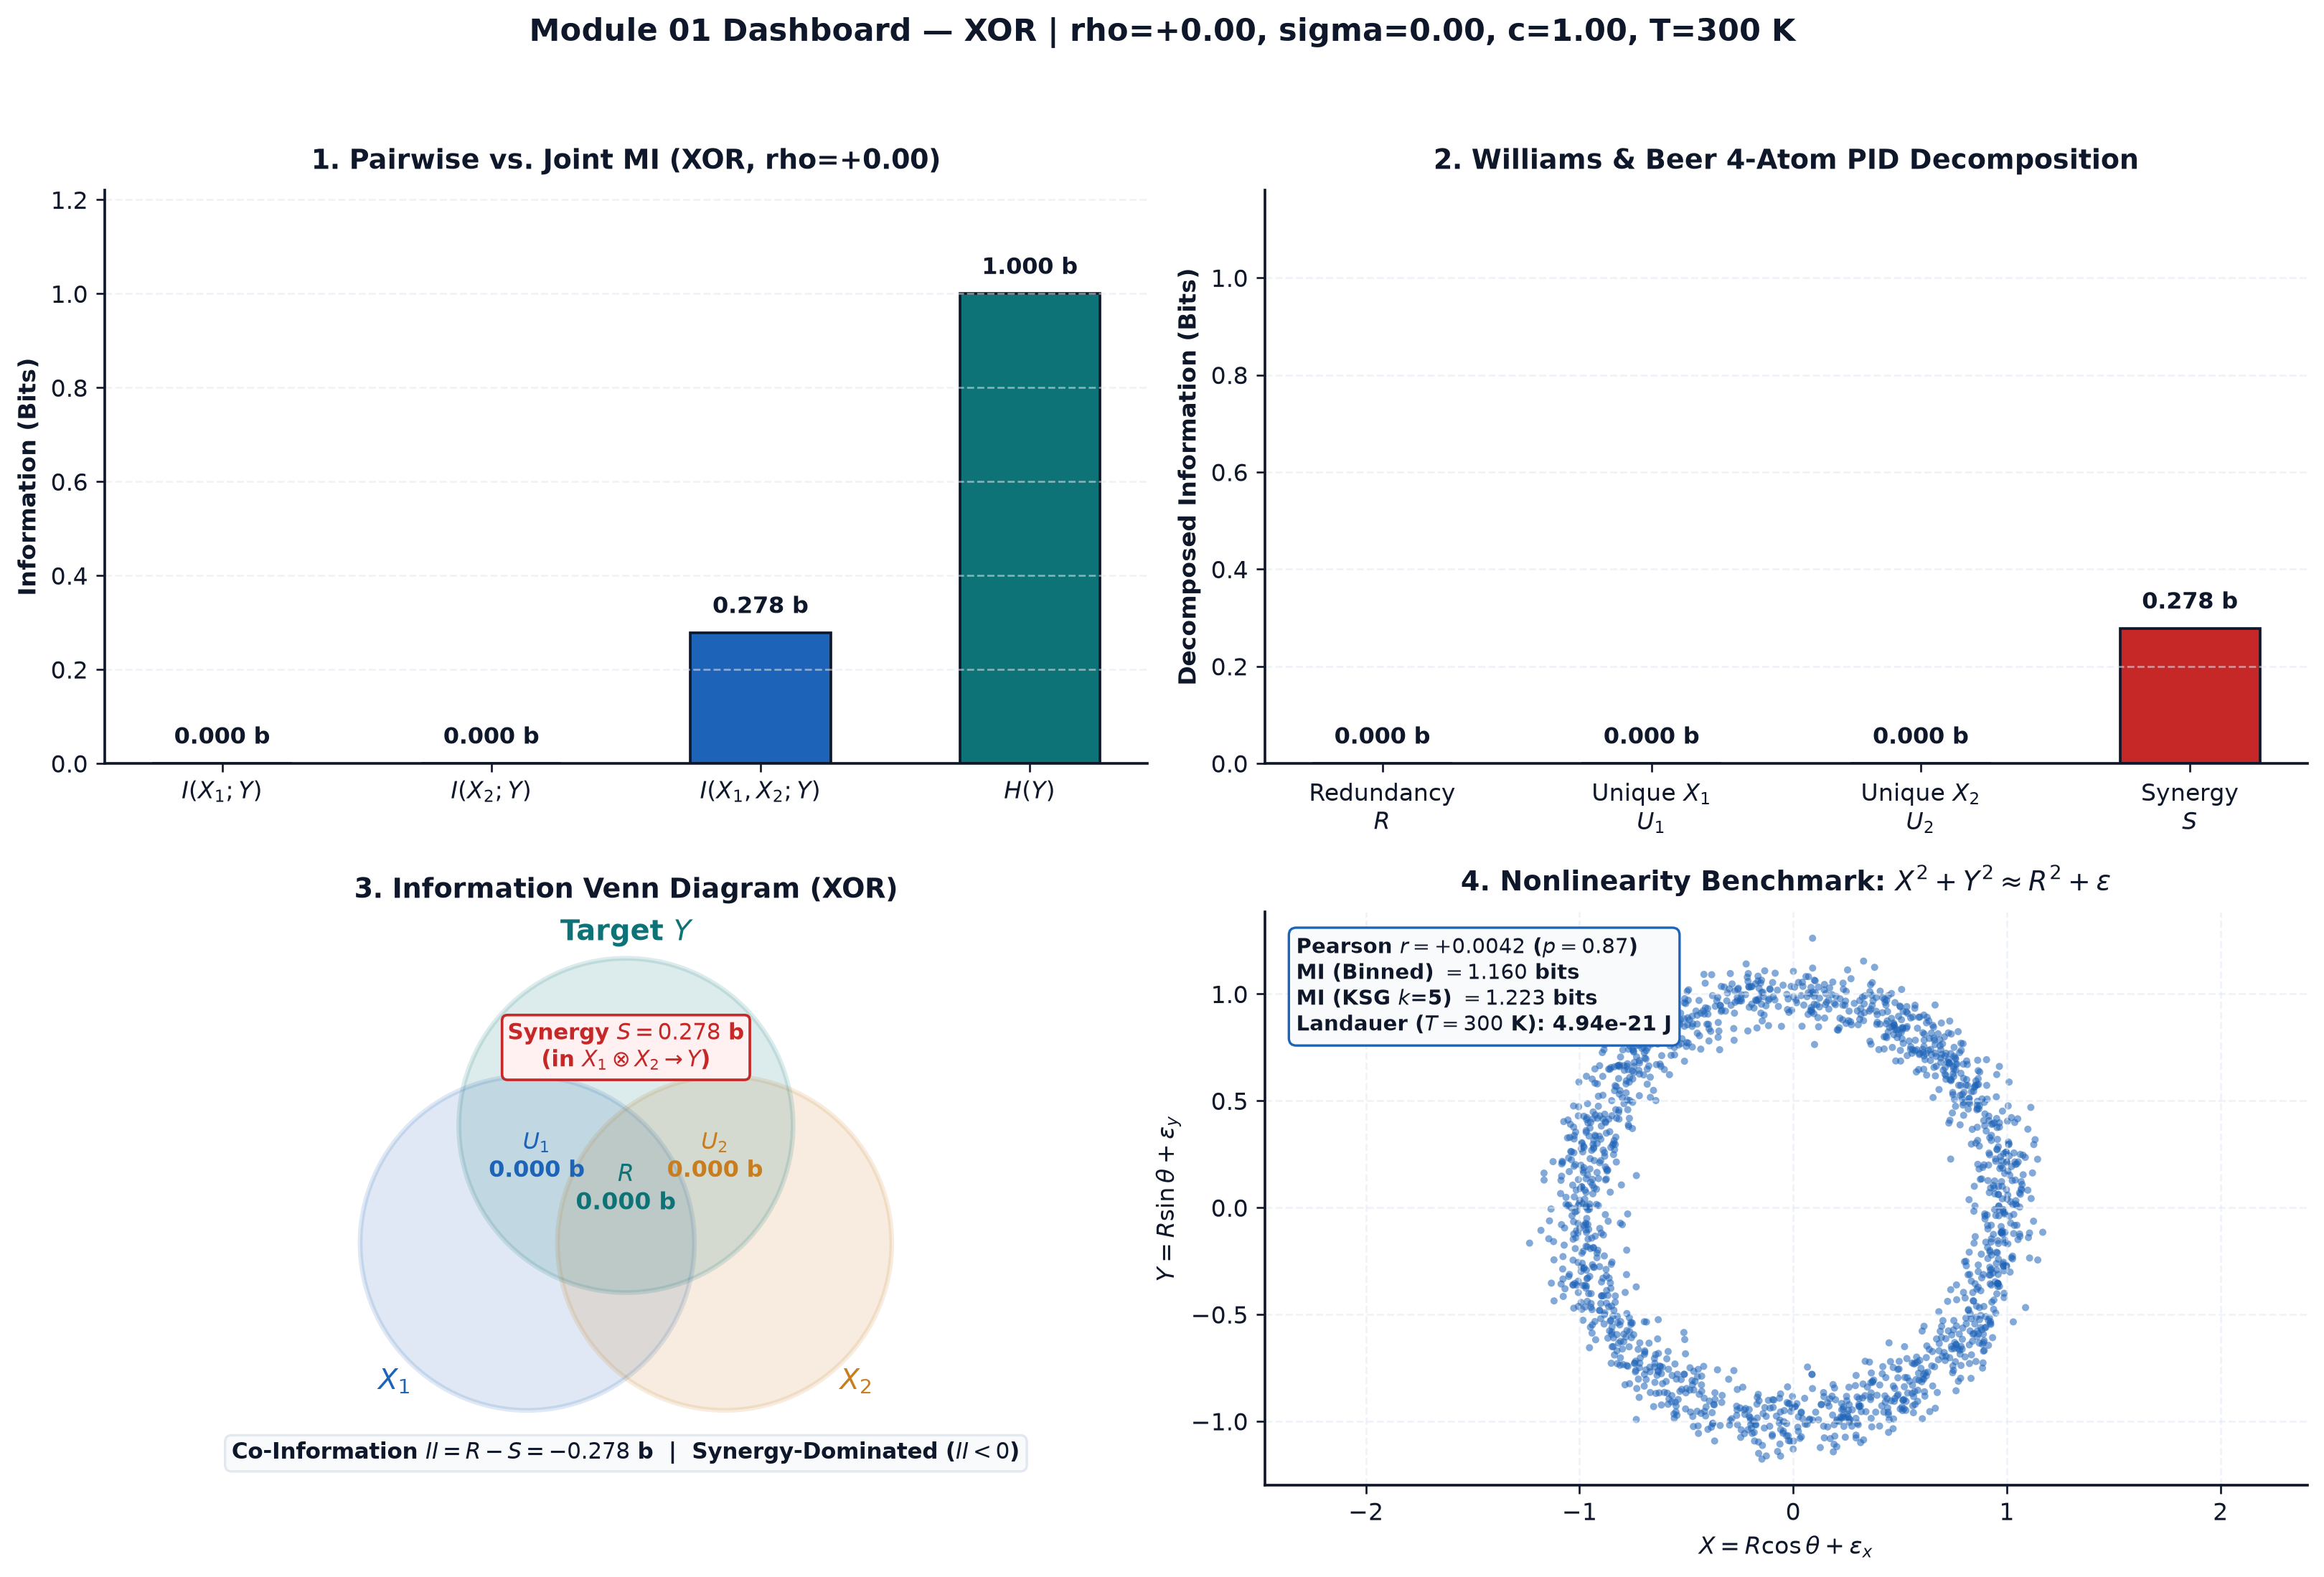 Module 01 Dashboard — XOR | rho=+0.00, sigma=0.00, c=1.00, T=300 K
1. Pairwise vs. Joint MI (XOR, rho=+0.00)
Information (Bits)
1.2
1.0
0.8
0.6
0.4
0.2
0.0
0.000 b
0.000 b
0.278 b
1.000 b
I(X₁; Y)
I(X₂; Y)
I(X₁, X₂; Y)
H(Y)
2. Williams & Beer 4-Atom PID Decomposition
Decomposed Information (Bits)
1.0
0.8
0.6
0.4
0.2
0.0
0.000 b
0.000 b
0.000 b
0.278 b
Redundancy
R
Unique X₁
U₁
Unique X₂
U₂
Synergy
S
3. Information Venn Diagram (XOR)
Target Y
Synergy S = 0.278 b
(in X₁ ⊗ X₂ → Y)
U₁
0.000 b
U₂
0.000 b
R
0.000 b
X₁
X₂
Co-Information II = R − S = −0.278 b | Synergy-Dominated (II < 0)
4. Nonlinearity Benchmark: X² + Y² ≈ R² + ε
Pearson r = +0.0042 (p = 0.87)
MI (Binned) = 1.160 bits
MI (KSG k=5) = 1.223 bits
Landauer (T = 300 K): 4.94e-21 J
Y = R sin θ + ε_y
1.0
0.5
0.0
−0.5
−1.0
−2
−1
0
1
2
X = R cos θ + εₓ